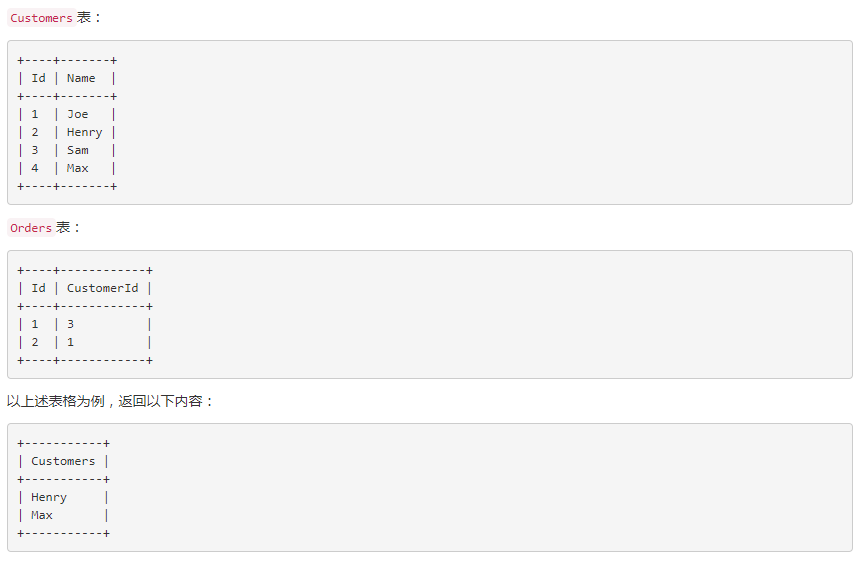 Customers 表：
+----+-------+
| Id | Name  |
+----+-------+
| 1  | Joe   |
| 2  | Henry |
| 3  | Sam   |
| 4  | Max   |
+----+-------+
Orders 表：
+----+------------+
| Id | CustomerId |
+----+------------+
| 1  | 3          |
| 2  | 1          |
+----+------------+
以上述表格为例，返回以下内容：
+-----------+
| Customers |
+-----------+
| Henry     |
| Max       |
+-----------+